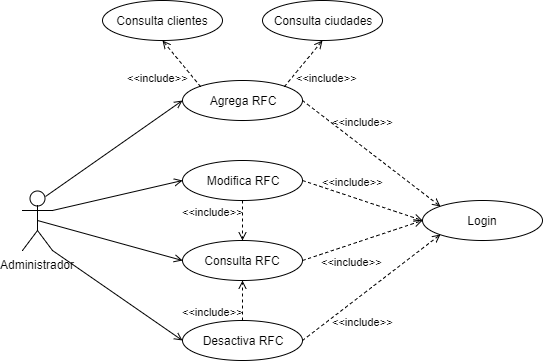 Consulta clientes
Consulta ciudades
<<include>>
<<include>>
Agrega RFC
<<include>>
Modifica RFC
<<include>>
<<include>>
Login
Administrador
Consulta RFC
<<include>>
<<include>>
<<include>>
Desactiva RFC